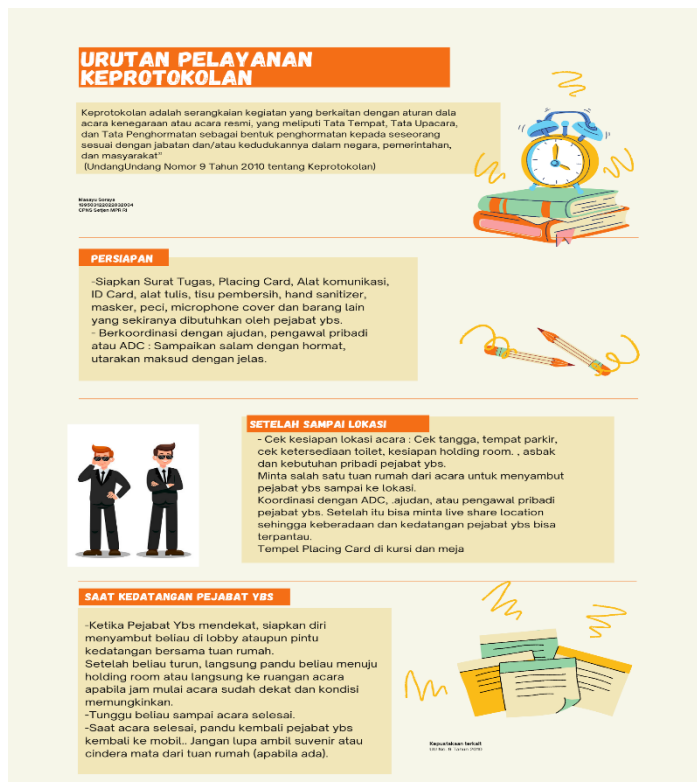 URUTAN PELAYANAN
KEPROTOKOLAN
Keprotokolan adalah serangkaian kegiatan yang berkaitan dengan aturan dala
acara kenegaraan atau acara resmi, yang meliputi Tata Tempat, Tata Upacara,
dan Tata Penghormatan sebagai bentuk penghormatan kepada seseorang
sesuai dengan jabatan dan/atau kedudukannya dalam negara, pemerintahan,
dan masyarakat"
(UndangUndang Nomor 9 Tahun 2010 tentang Keprotokolan)
Masayu Soraya
CPNS Setjen MPR RI
PERSIAPAN
-Siapkan Surat Tugas, Placing Card, Alat komunikasi,
ID Card, alat tulis, tisu pembersih, hand sanitizer,
masker, peci, microphone cover dan barang lain
yang sekiranya dibutuhkan oleh pejabat ybs.
- Berkoordinasi dengan ajudan, pengawal pribadi
atau ADC : Sampaikan salam dengan hormat,
utarakan maksud dengan jelas.
SETELAH SAMPAI LOKASI
- Cek kesiapan lokasi acara : Cek tangga, tempat parkir,
cek ketersediaan toilet, kesiapan holding room. , asbak
dan kebutuhan pribadi pejabat ybs.
Minta salah satu tuan rumah dari acara untuk menyambut
pejabat ybs sampai ke lokasi.
Koordinasi dengan ADC, .ajudan, atau pengawal pribadi
pejabat ybs. Setelah itu bisa minta live share location
sehingga keberadaan dan kedatangan pejabat ybs bisa
terpantau.
Tempel Placing Card di kursi dan meja
SAAT KEDATANGAN PEJABAT YBS
-Ketika Pejabat Ybs mendekat, siapkan diri
menyambut beliau di lobby ataupun pintu
kedatangan bersama tuan rumah.
Setelah beliau turun, langsung pandu beliau menuju
holding room atau langsung ke ruangan acara
apabila jam mulai acara sudah dekat dan kondisi
memungkinkan.
-Tunggu beliau sampai acara selesai.
-Saat acara selesai, pandu kembali pejabat ybs
kembali ke mobil.. Jangan lupa ambil suvenir atau
cindera mata dari tuan rumah (apabila ada).
Kepustakaan terkait
UU No. 9 Tahun 2010